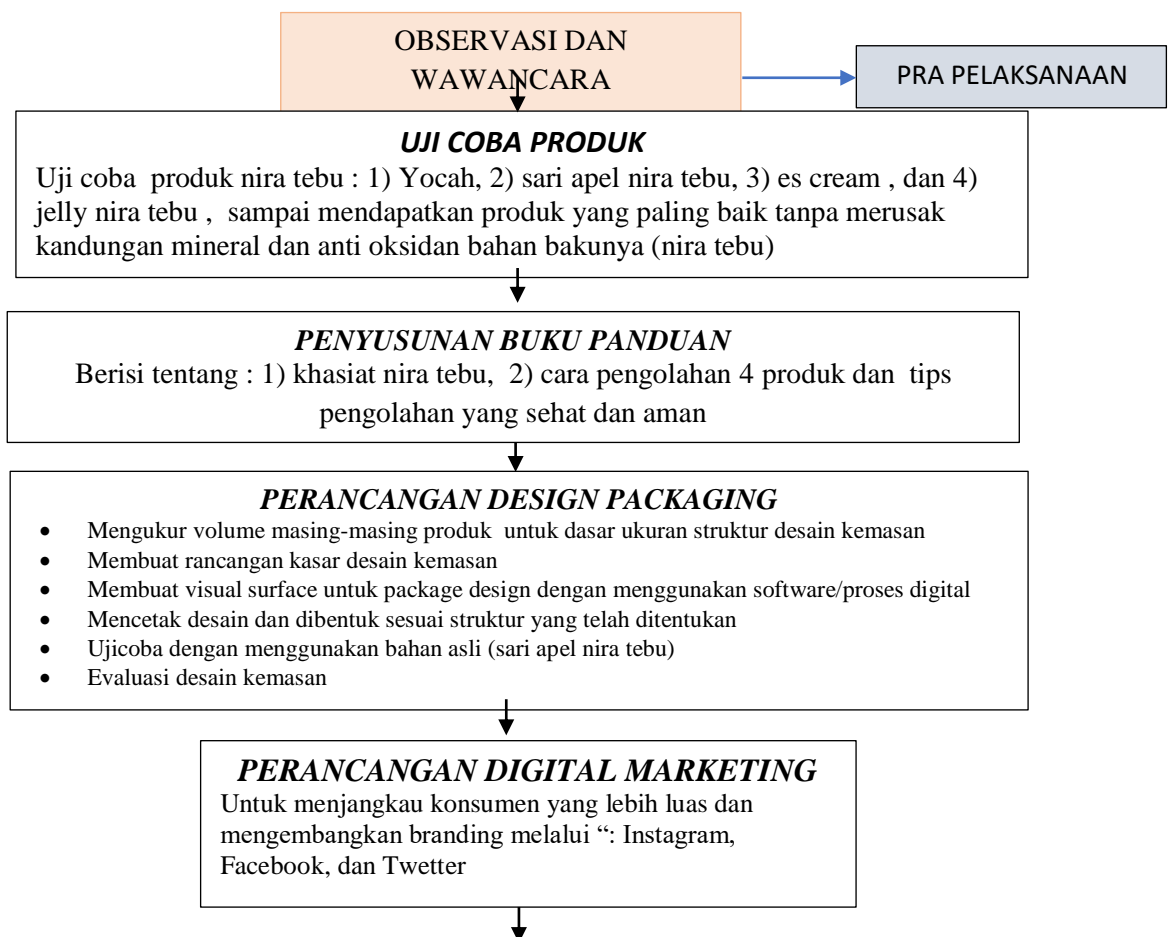 OBSERVASI DAN
WAWANCARA
PRA PELAKSANAAN
UJI COBA PRODUK
Uji coba produk nira tebu : 1) Yocah, 2) sari apel nira tebu, 3) es cream , dan 4)
jelly nira tebu , sampai mendapatkan produk yang paling baik tanpa merusak
kandungan mineral dan anti oksidan bahan bakunya (nira tebu)
PENYUSUNAN BUKU PANDUAN
Berisi tentang : 1) khasiat nira tebu, 2) cara pengolahan 4 produk dan tips
pengolahan yang sehat dan aman
PERANCANGAN DESIGN PACKAGING
• Mengukur volume masing-masing produk untuk dasar ukuran struktur desain kemasan
• Membuat rancangan kasar desain kemasan
• Membuat visual surface untuk package design dengan menggunakan software/proses digital
• Mencetak desain dan dibentuk sesuai struktur yang telah ditentukan
• Ujicoba dengan menggunakan bahan asli (sari apel nira tebu)
• Evaluasi desain kemasan
PERANCANGAN DIGITAL MARKETING
Untuk menjangkau konsumen yang lebih luas dan
mengembangkan branding melalui “: Instagram,
Facebook, dan Twetter